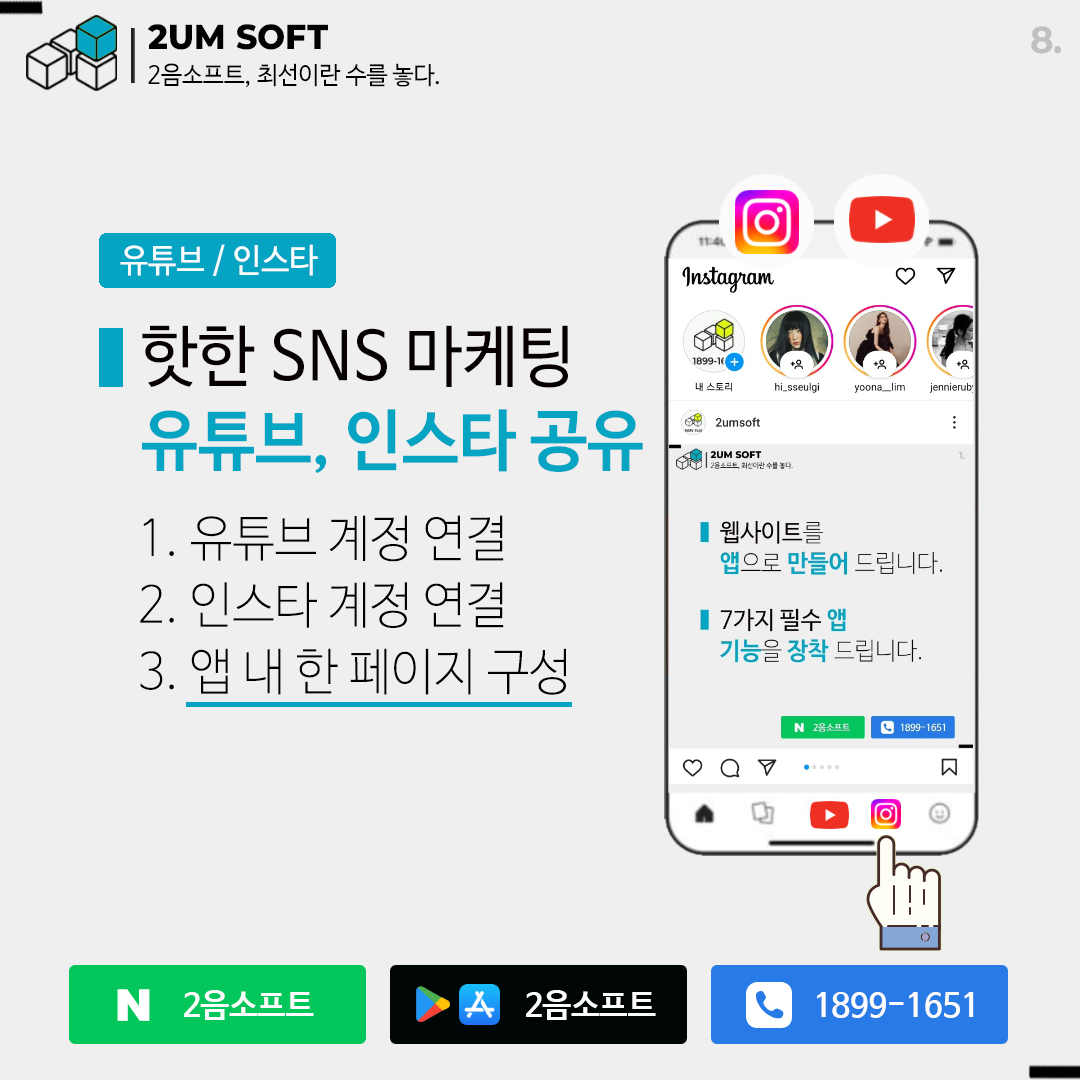 2UM SOFT
2음소프트, 최선이란 수를 놓다.
8.
유튜브 / 인스타
핫한 SNS 마케팅
유튜브, 인스타 공유
1. 유튜브 계정 연결
2. 인스타 계정 연결
3. 앱 내 한 페이지 구성
Instagram
내 스토리
hi_sseulgi
yoona__lim
2umsoft
2UM SOFT
2음소프트, 최선이란 수를 놓다.
1.
웹사이트를
앱으로 만들어 드립니다.
7가지 필수 앱
기능을 장착 드립니다.
N 2음소프트
1899-1651
N 2음소프트
2음소프트
1899-1651